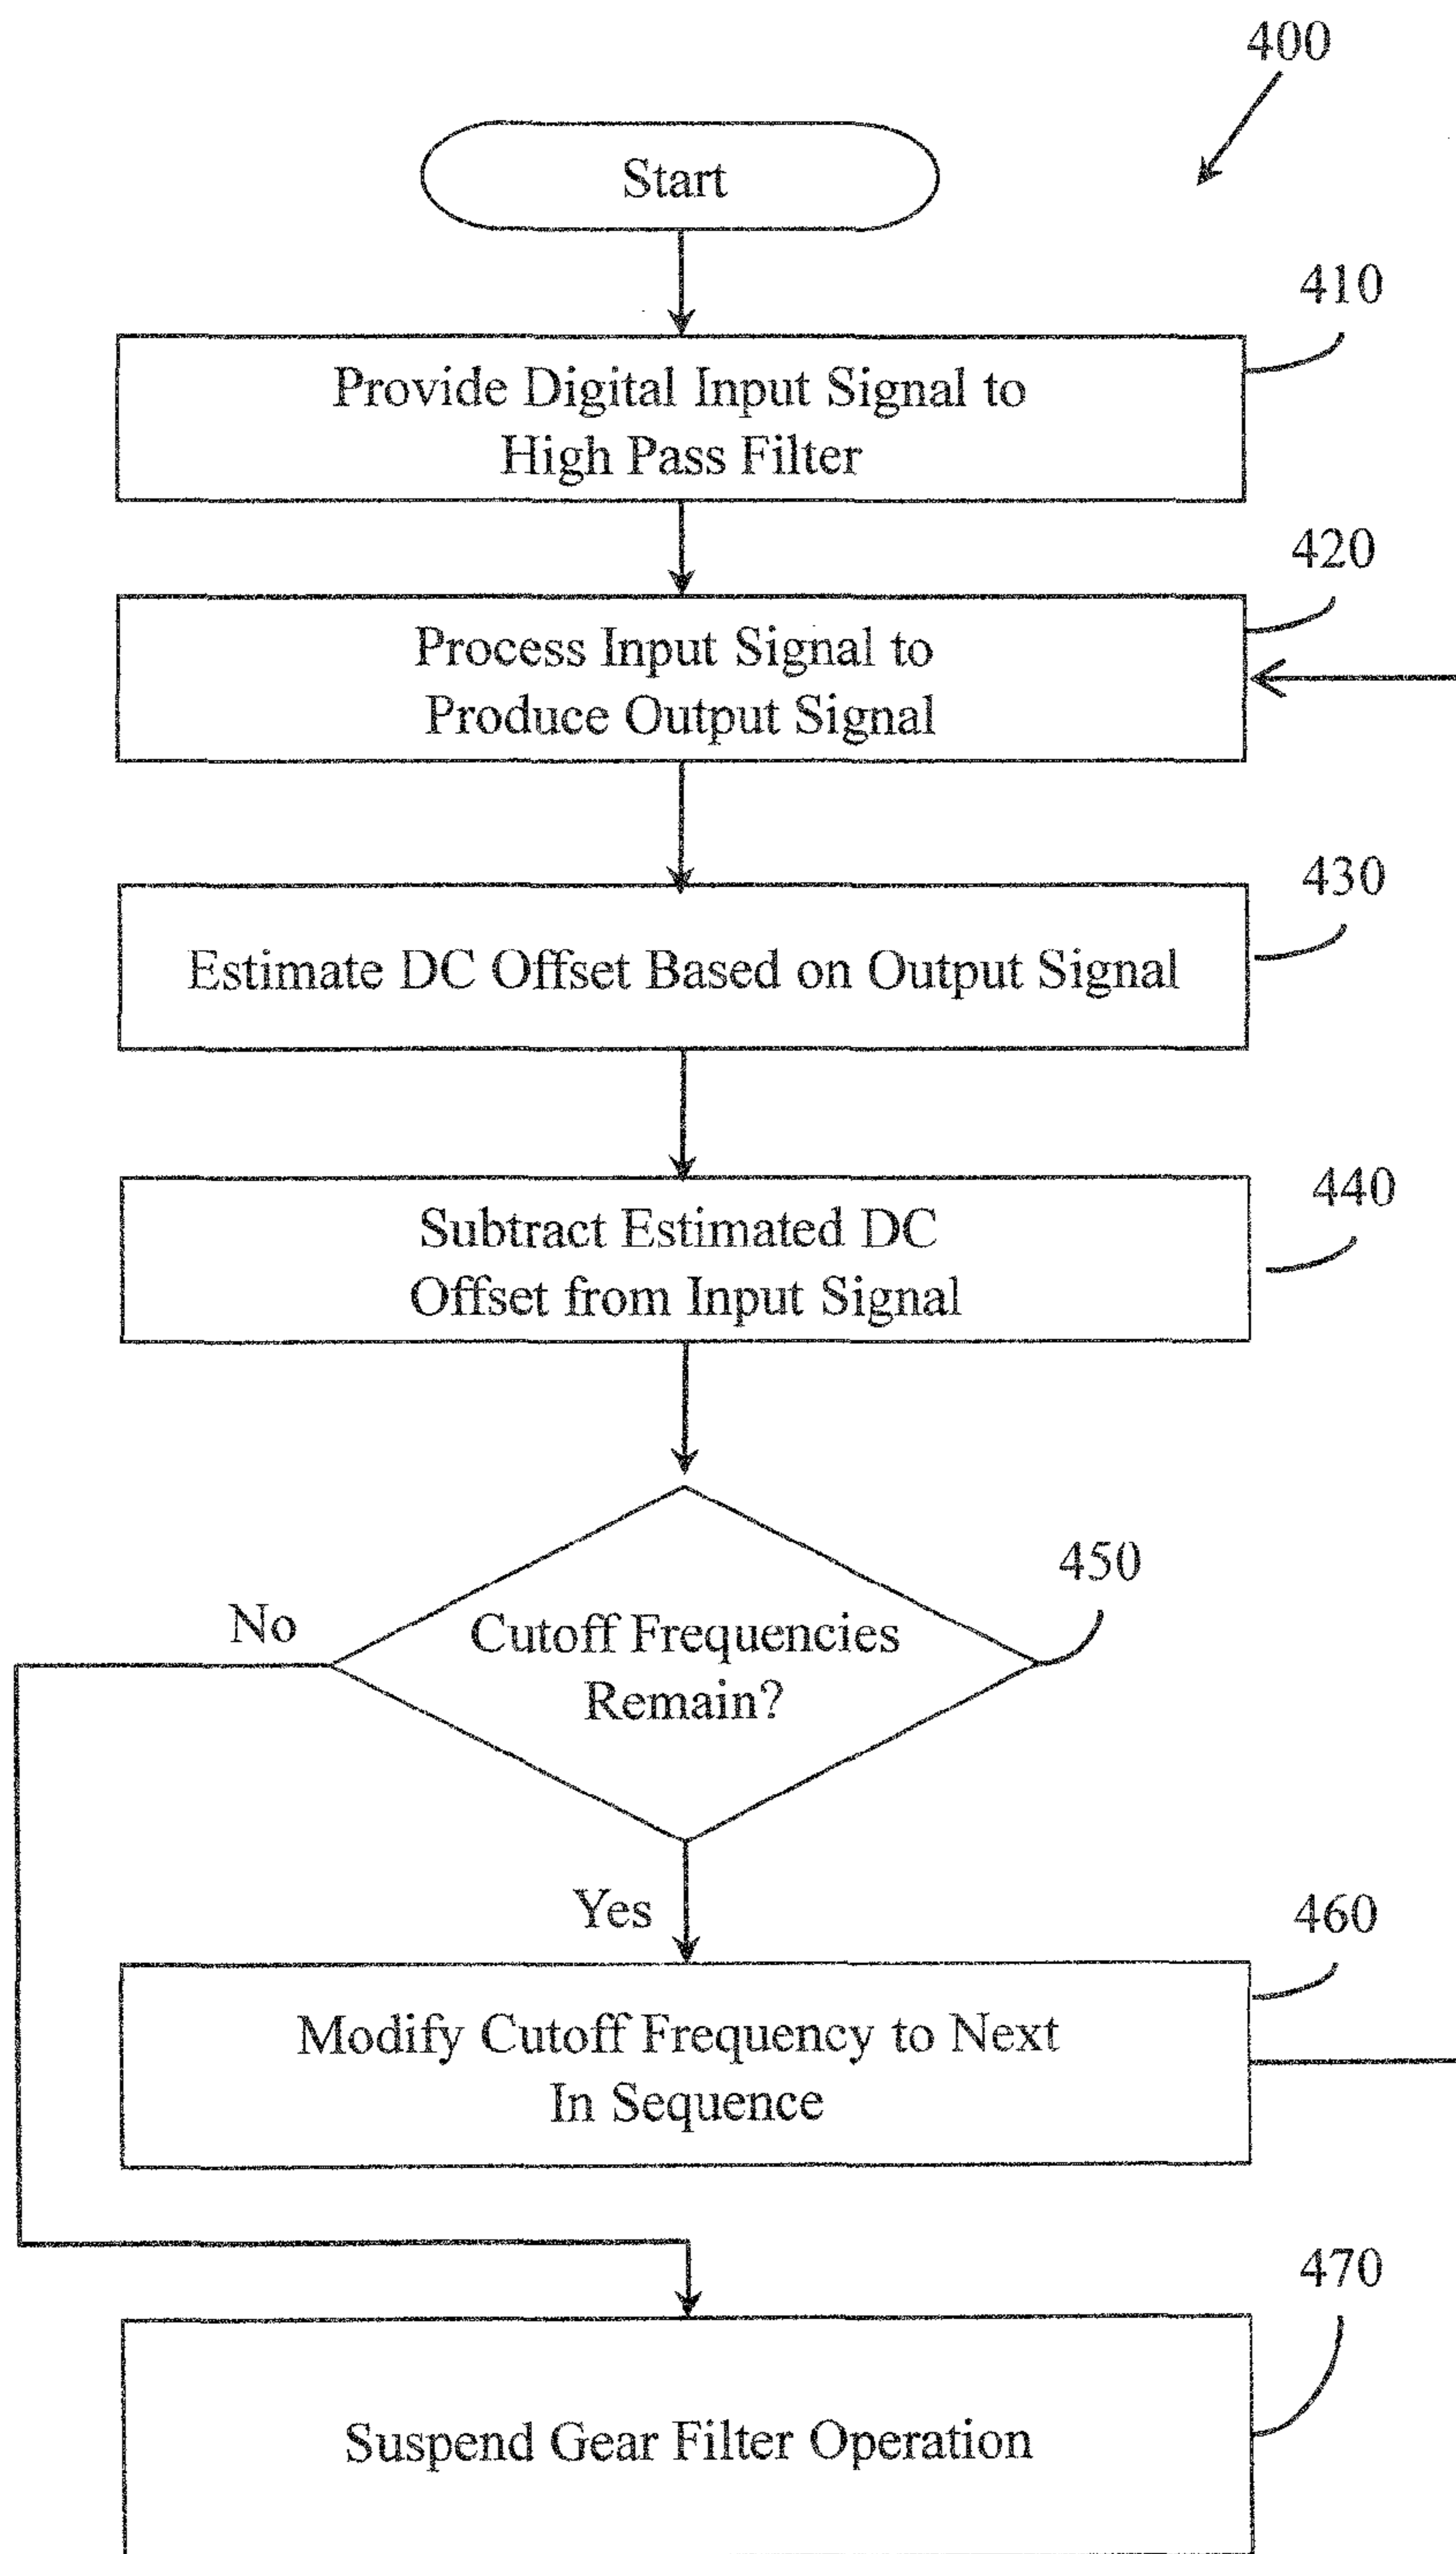 400
Start
410
Provide Digital Input Signal to
High Pass Filter
420
Process Input Signal to
Produce Output Signal
430
Estimate DC Offset Based on Output Signal
440
Subtract Estimated DC
Offset from Input Signal
450
No
Cutoff Frequencies
Remain?
Yes
460
Modify Cutoff Frequency to Next
In Sequence
470
Suspend Gear Filter Operation